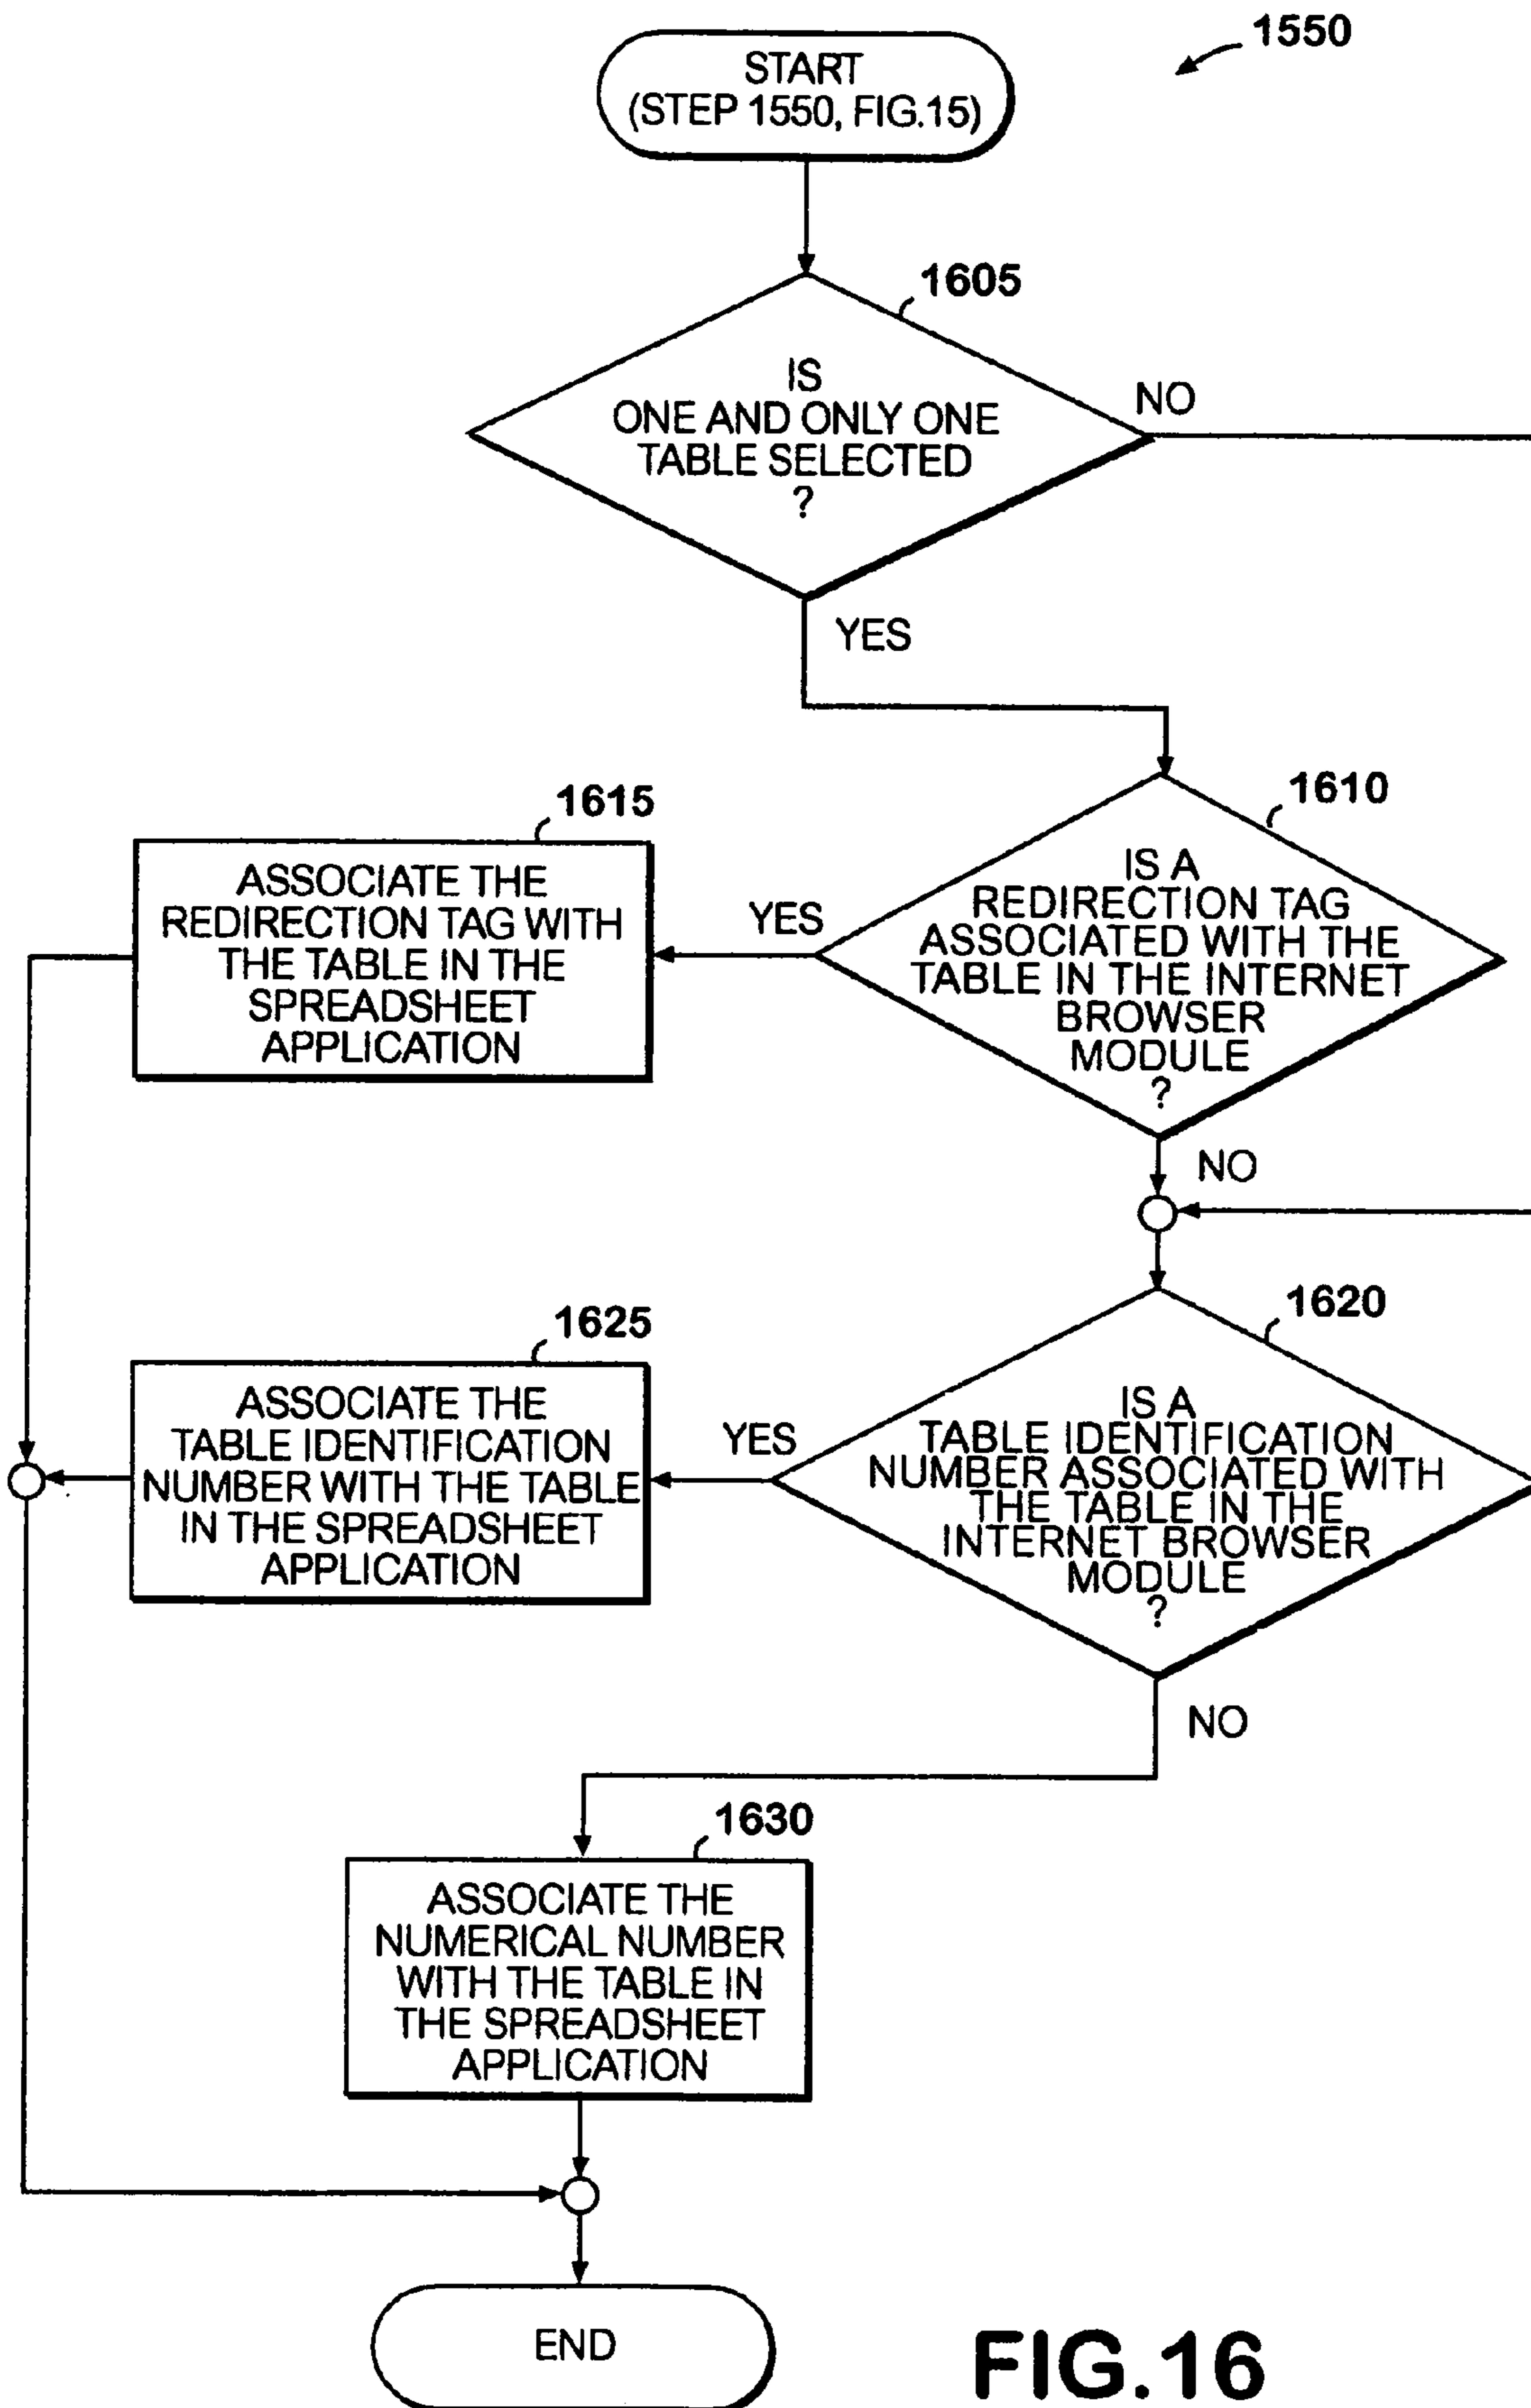 1550
START
(STEP 1550, FIG.15)
1605
IS
ONE AND ONLY ONE
TABLE SELECTED
?
NO
YES
1610
IS A
REDIRECTION TAG
ASSOCIATED WITH THE
TABLE IN THE INTERNET
BROWSER
MODULE
?
YES
1615
ASSOCIATE THE
REDIRECTION TAG WITH
THE TABLE IN THE
SPREADSHEET
APPLICATION
NO
1620
IS A
TABLE IDENTIFICATION
NUMBER ASSOCIATED WITH
THE TABLE IN THE
INTERNET BROWSER
MODULE
?
YES
1625
ASSOCIATE THE
TABLE IDENTIFICATION
NUMBER WITH THE TABLE
IN THE SPREADSHEET
APPLICATION
NO
1630
ASSOCIATE THE
NUMERICAL NUMBER
WITH THE TABLE IN
THE SPREADSHEET
APPLICATION
END
FIG.16